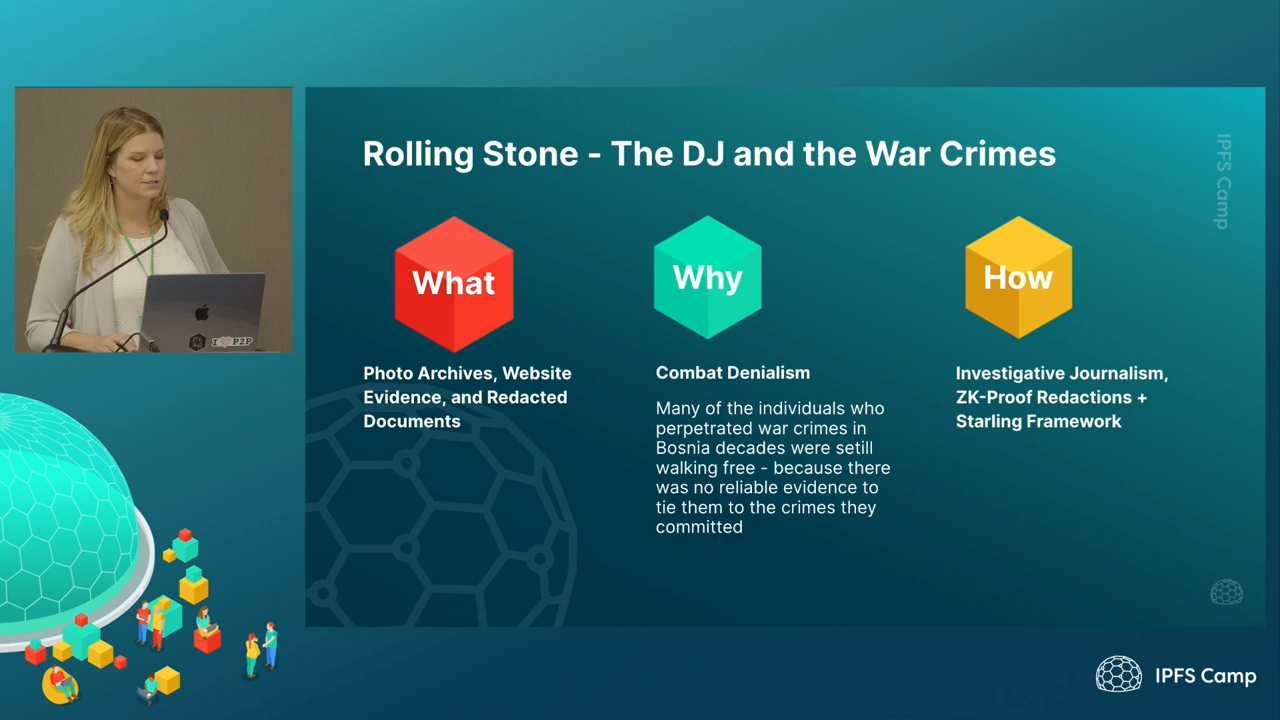 Rolling Stone - The DJ and the War Crimes
IPFS Camp
What
Why
How
Photo Archives, Website
Evidence, and Redacted
Documents
Combat Denialism
Many of the individuals who
perpetrated war crimes in
Bosnia decades were setill
walking free - because there
was no reliable evidence to
tie them to the crimes they
committed
Investigative Journalism,
ZK-Proof Redactions +
Starling Framework
I P2P
IPFS Camp